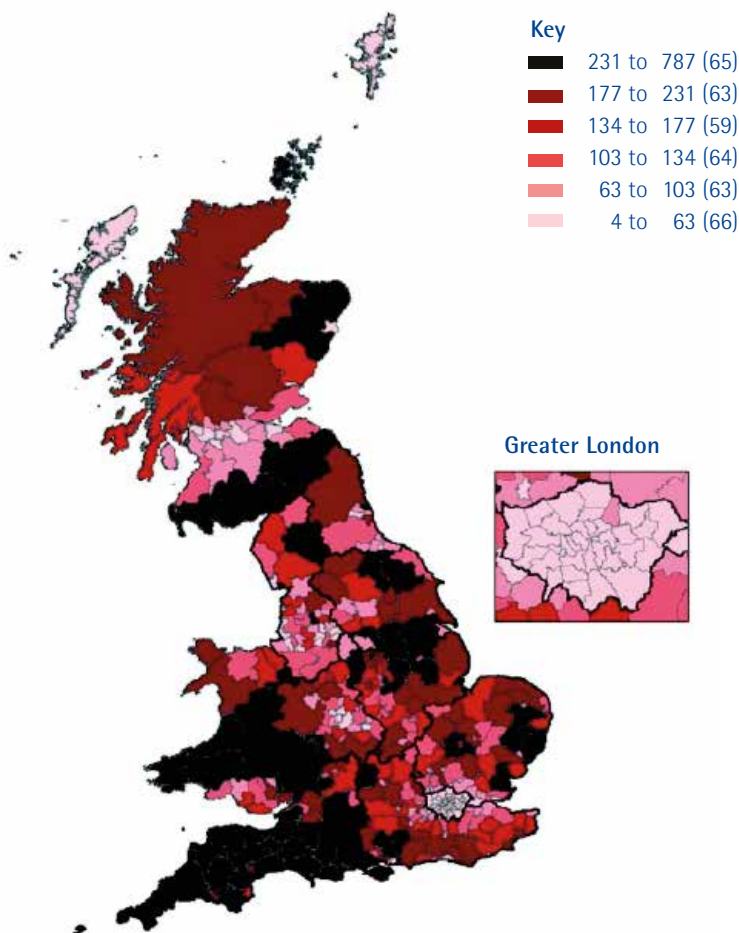 Key
231 to 787 (65)
177 to 231 (63)
134 to 177 (59)
103 to 134 (64)
63 to 103 (63)
4 to 63 (66)
Greater London